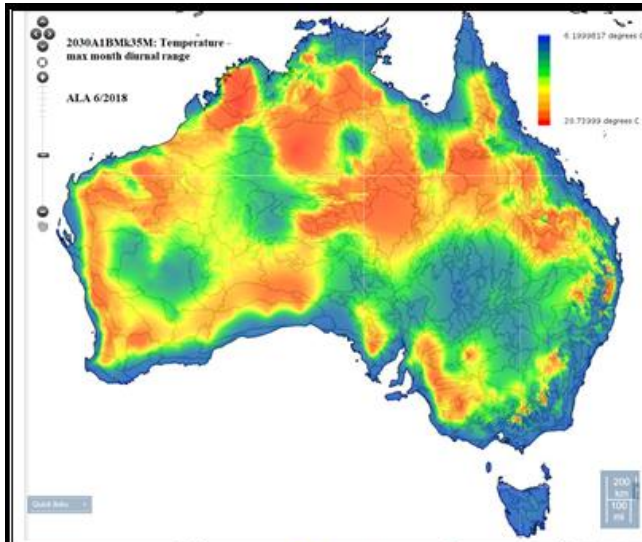 2030A1BMk35M: Temperature -
max month diurnal range
ALA 6/2018
6.1999817 degrees C
20.73999 degrees C
Quick links
200
km
100
mi